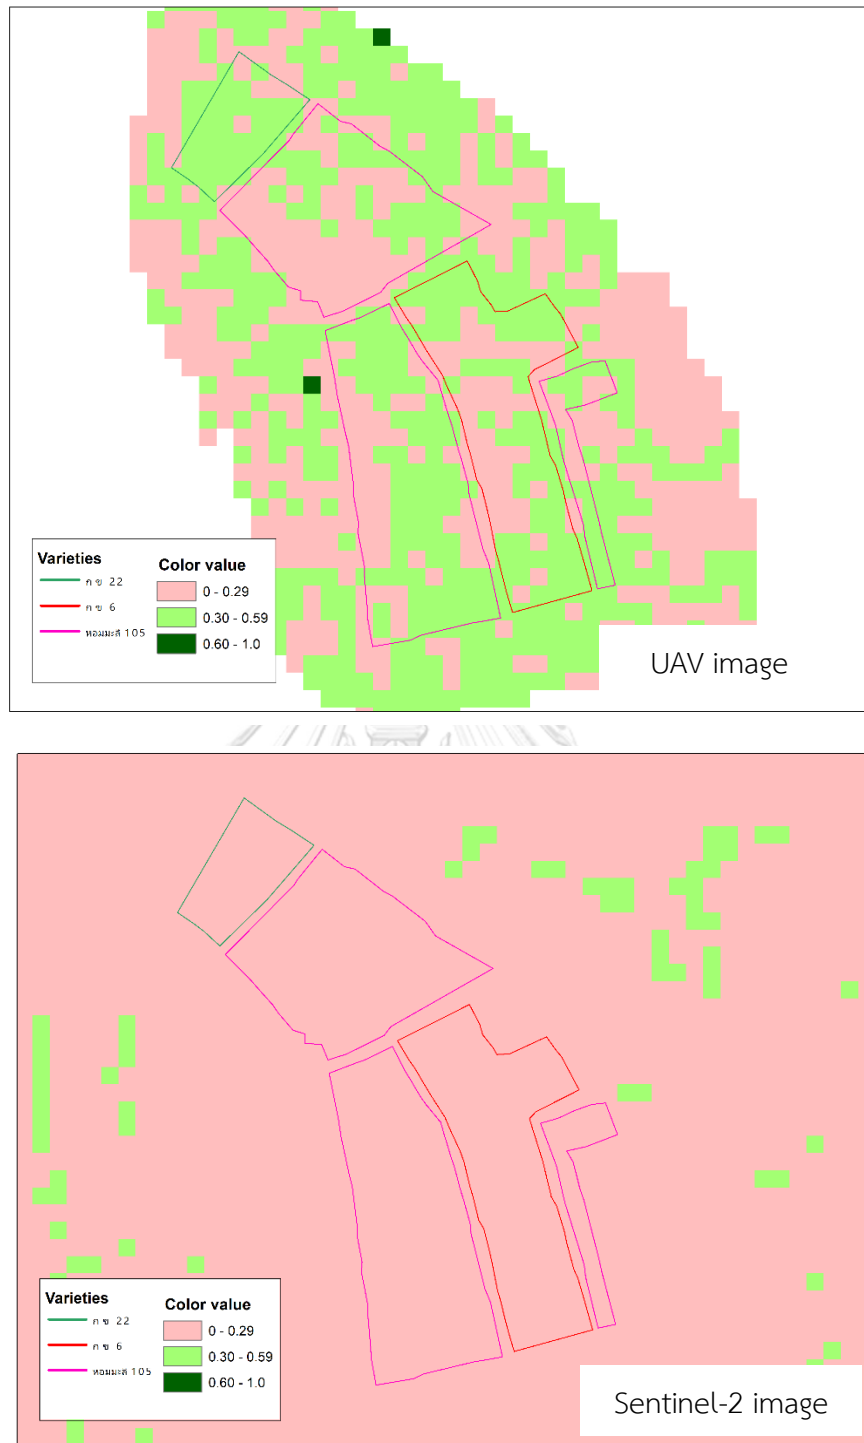 Varieties
ก ข 22
ก ข 6
หอมมะลิ 105
Color value
0 - 0.29
0.30 - 0.59
0.60 - 1.0
UAV image
Varieties
ก ข 22
ก ข 6
หอมมะลิ 105
Color value
0 - 0.29
0.30 - 0.59
0.60 - 1.0
Sentinel-2 image